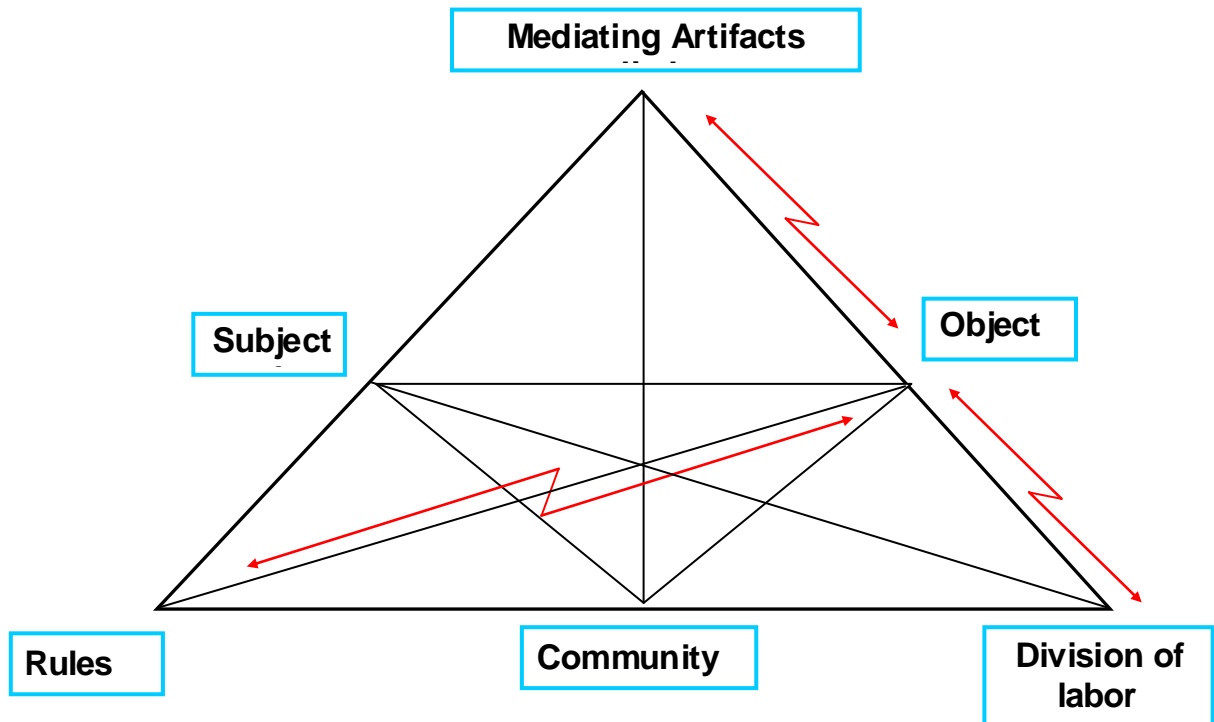 Mediating Artifacts
Subject
Object
Rules
Community
Division of
labor